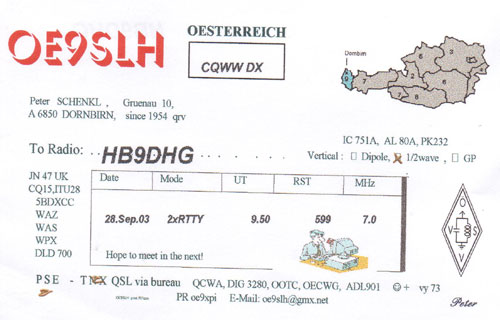 OE9SLH
OESTERREICH
CQWW DX
Dornbirn
Peter SCHENKL, Gruenau 10,
A 6850 DORNBIRN, since 1954 qrv
IC 751A, AL 80A, PK232
To Radio: HB9DHG
Vertical: Dipole, 1/2wave, GP
JN 47 UK
CQ15,ITU28
5BDXCC
WAZ
WAS
WPX
DLD 700
Date Mode UT RST MHz
28.Sep.03 2xRTTY 9.50 599 7.0
Hope to meet in the next!
V S
PSE - TNX QSL via bureau QCWA, DIG 3280, OOTC, OECWG, ADL901 ☺+ vy 73
PR oe9xpi E-Mail: oe9slh@gmx.net
Peter